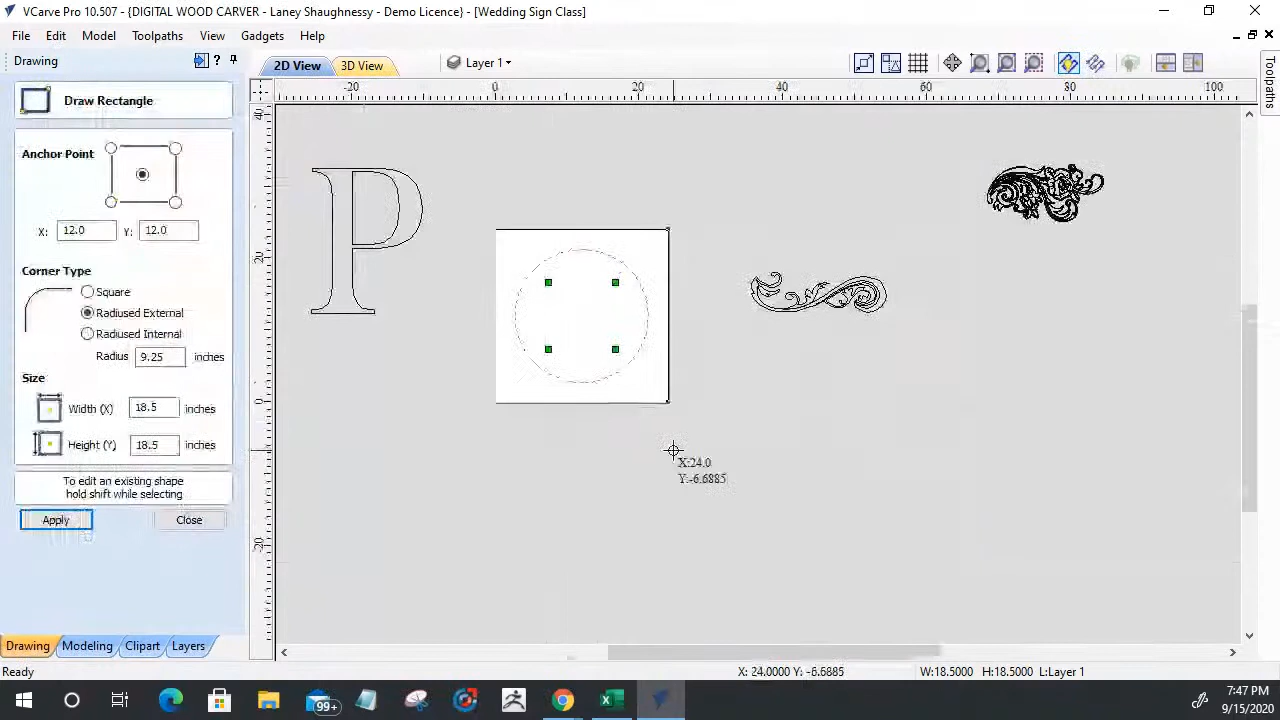 VCarve Pro 10.507 - {DIGITAL WOOD CARVER - Laney Shaughnessy - Demo Licence} - [Wedding Sign Class]
File Edit Model Toolpaths View Gadgets Help
Drawing ?
2D View 3D View Layer 1
Draw Rectangle
-20 0 20 40 60 80 100
40
20
0
-20
Anchor Point
X: 12.0 Y: 12.0
Corner Type
Square
Radiused External
Radiused Internal
Radius 9.25 inches
Size
Width (X) 18.5 inches
Height (Y) 18.5 inches
To edit an existing shape
hold shift while selecting
Apply Close
P
X:24.0
Y:-6.6885
Toolpaths
Drawing Modeling Clipart Layers
Ready X: 24.0000 Y: -6.6885 W:18.5000 H:18.5000 L:Layer 1
99+
7:47 PM
9/15/2020